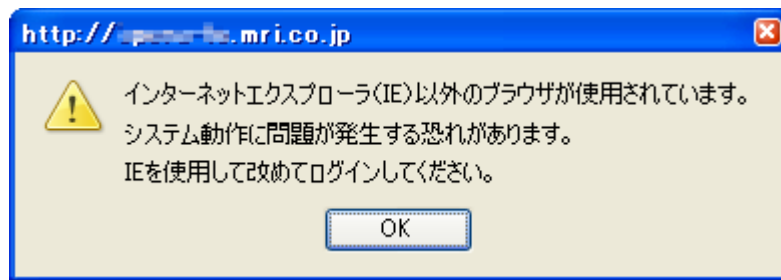 http://        .mri.co.jp
インターネットエクスプローラ(IE)以外のブラウザが使用されています。
システム動作に問題が発生する恐れがあります。
IEを使用して改めてログインしてください。
OK